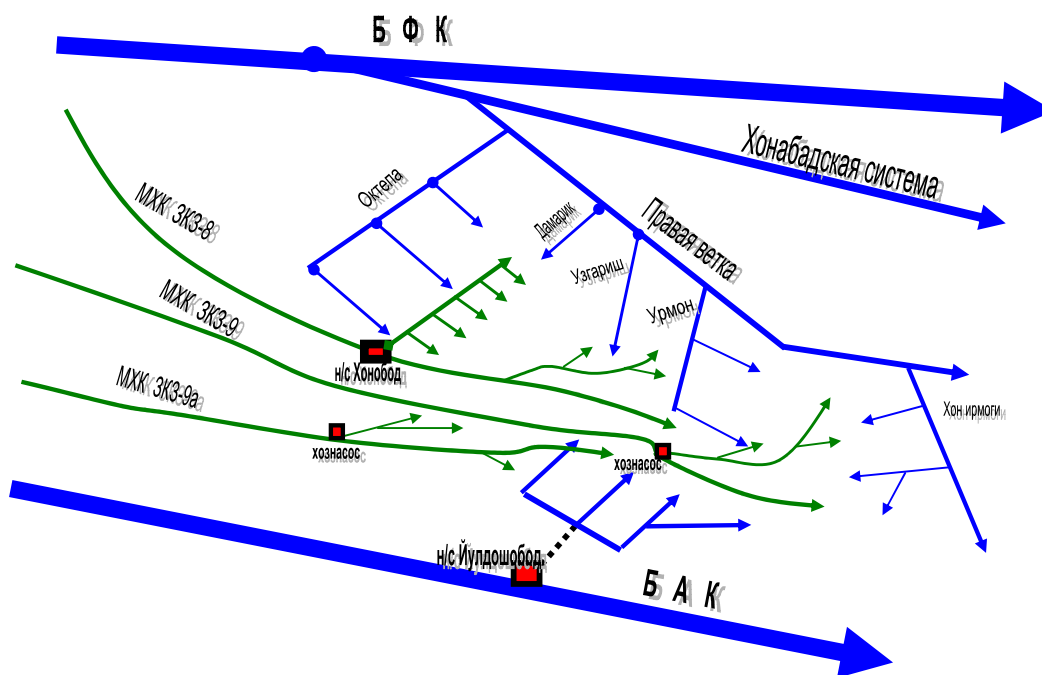 Б Ф К
Хонабадская система
Октела
МХК ЗКЗ-8
Дамарик
Правая ветка
Узгариш
МХК ЗКЗ-9
Урмон
н/с Хонобод
МХК ЗКЗ-9а
Хон ирмоги
хознасос
хознасос
н/с Йулдошобод
Б А К